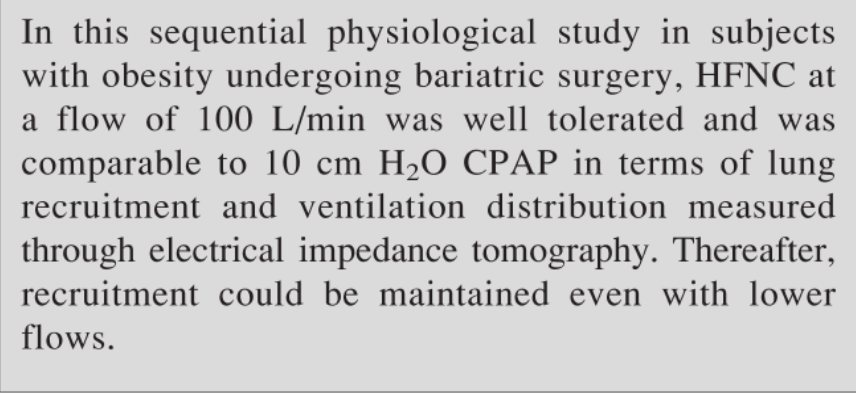 In this sequential physiological study in subjects
with obesity undergoing bariatric surgery, HFNC at
a flow of 100 L/min was well tolerated and was
comparable to 10 cm H₂O CPAP in terms of lung
recruitment and ventilation distribution measured
through electrical impedance tomography. Thereafter,
recruitment could be maintained even with lower
flows.